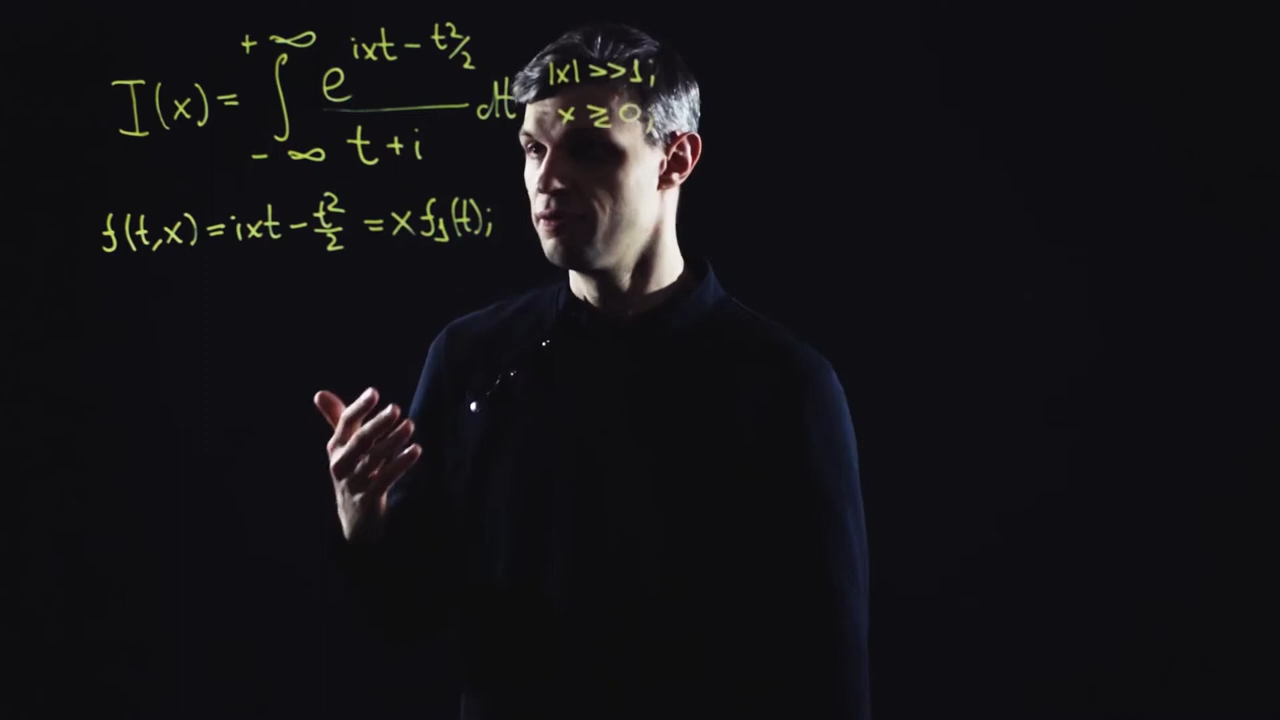 I(x) = ∫_{-∞}^{+∞} e^{ixt - t²/2} / (t+i) dt |x| >> 1; x ≥ 0;
f(t,x) = ixt - t²/2 = x f₁(t);